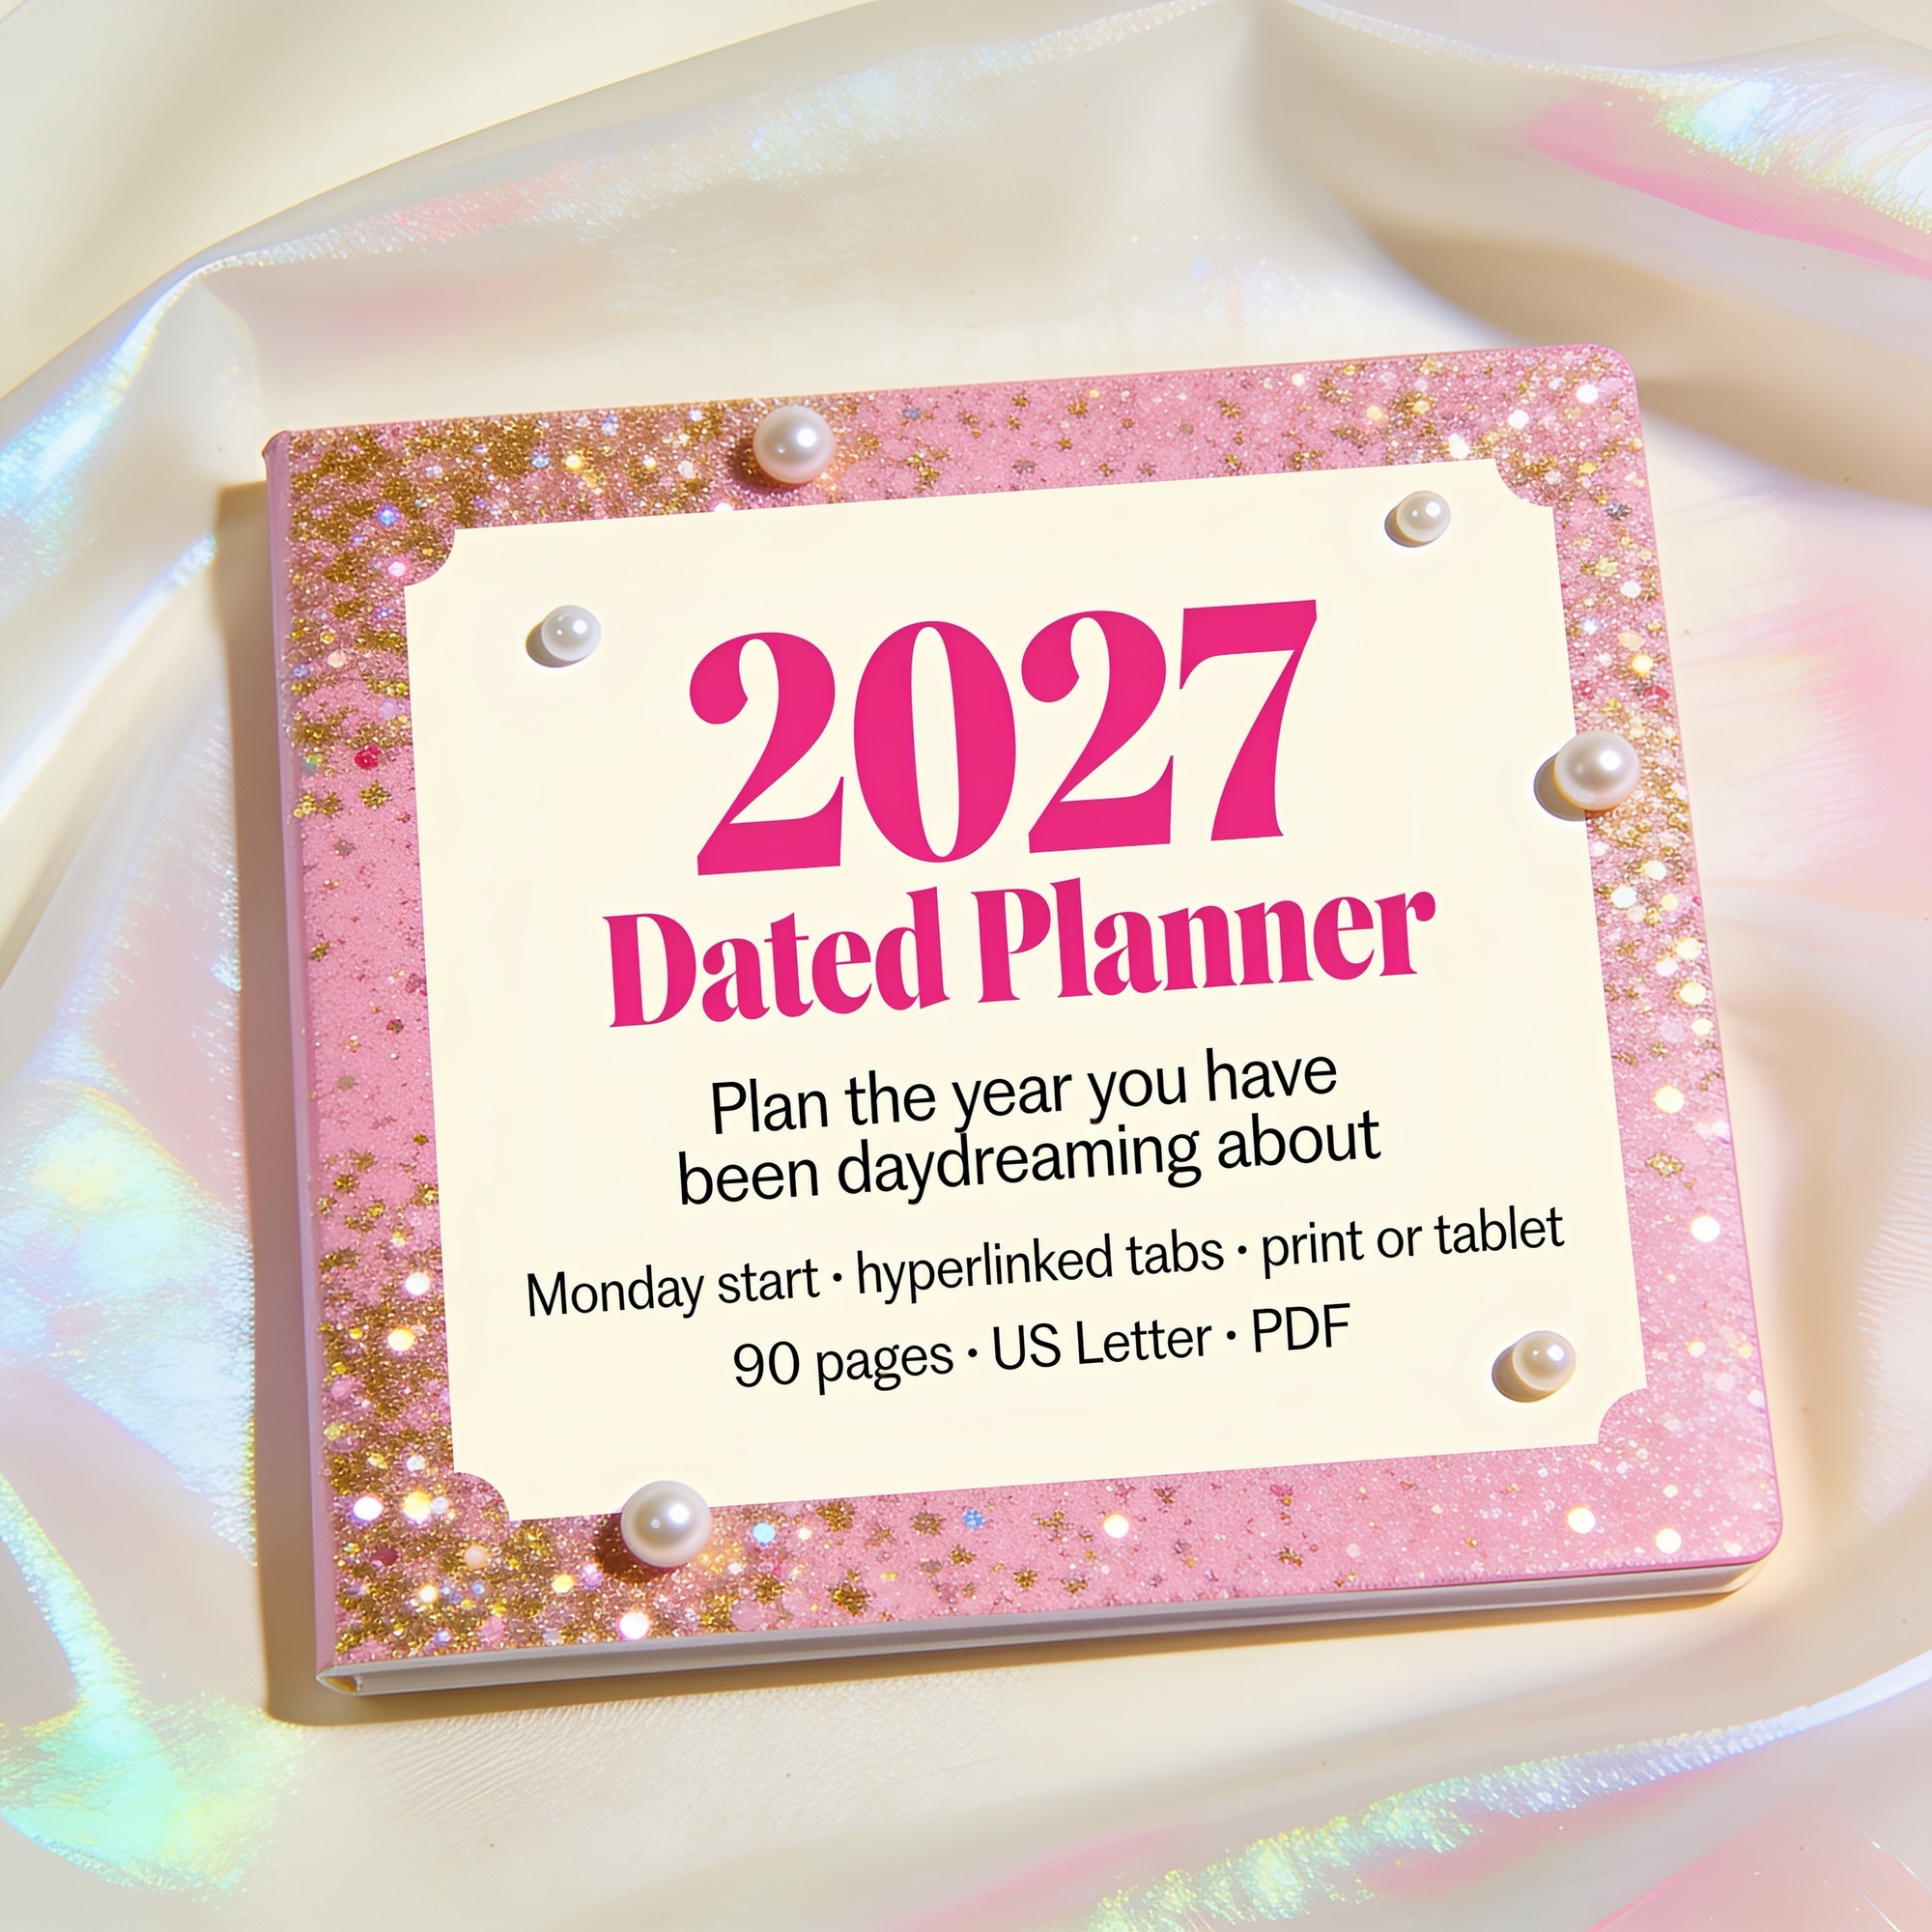 2027
Dated Planner
Plan the year you have
been daydreaming about
Monday start • hyperlinked tabs • print or tablet
90 pages • US Letter • PDF